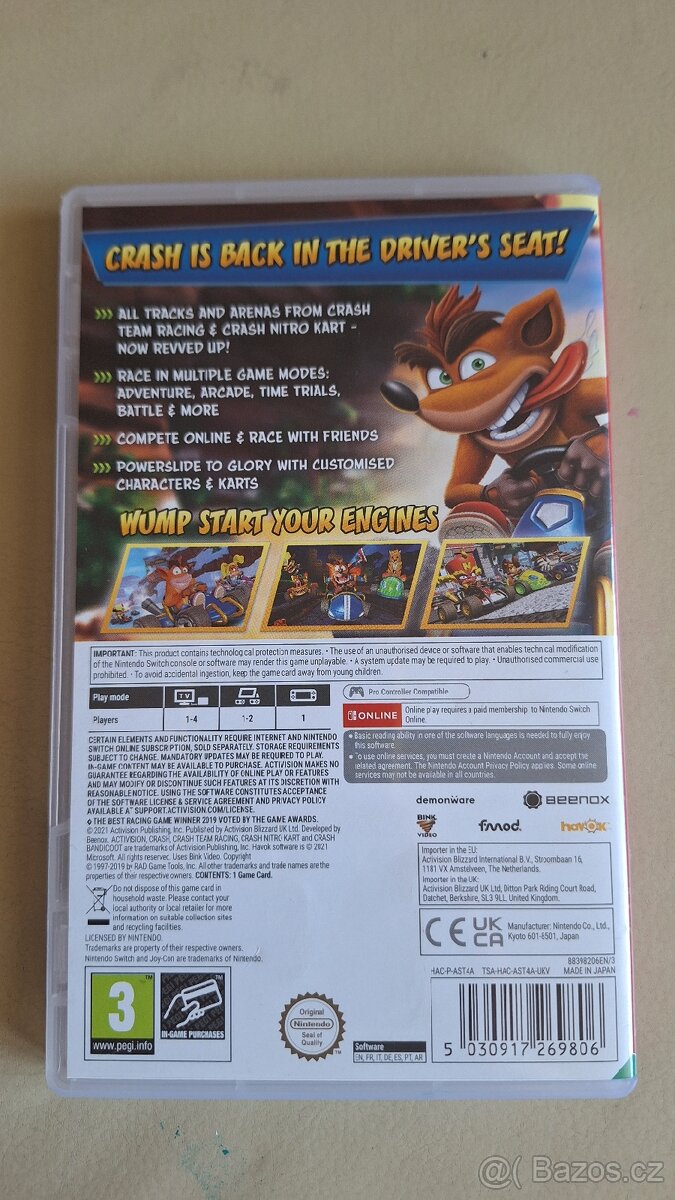 CRASH IS BACK IN THE DRIVER'S SEAT!
ALL TRACKS AND ARENAS FROM CRASH
TEAM RACING & CRASH NITRO KART -
NOW REVVED UP!
RACE IN MULTIPLE GAME MODES:
ADVENTURE, ARCADE, TIME TRIALS,
BATTLE & MORE
COMPETE ONLINE & RACE WITH FRIENDS
POWERSLIDE TO GLORY WITH CUSTOMISED
CHARACTERS & KARTS
WUMP START YOUR ENGINES
IMPORTANT: This product contains technological protection measures. • The use of an unauthorised device or software that enables technical modification
of the Nintendo Switch console or software may render this game unplayable. • A system update may be required to play. • Unauthorised commercial use
prohibited. • To avoid accidental ingestion, keep the game card away from young children.
Play mode
TV
Players
1-4
1-2
1
Pro Controller Compatible
ONLINE
Online play requires a paid membership to Nintendo Switch
Online.
• Basic reading ability in one of the software languages is needed to fully enjoy
this software.
• To use online services, you must create a Nintendo Account and accept the
related agreement. The Nintendo Account Privacy Policy applies. Some online
services may not be available in all countries.
CERTAIN ELEMENTS AND FUNCTIONALITY REQUIRE INTERNET AND NINTENDO
SWITCH ONLINE SUBSCRIPTION, SOLD SEPARATELY. STORAGE REQUIREMENTS
SUBJECT TO CHANGE. MANDATORY UPDATES MAY BE REQUIRED TO PLAY.
IN-GAME CONTENT MAY BE AVAILABLE TO PURCHASE. ACTIVISION MAKES NO
GUARANTEE REGARDING THE AVAILABILITY OF ONLINE PLAY OR FEATURES
AND MAY MODIFY OR DISCONTINUE SUCH FEATURES AT ITS DISCRETION WITH
REASONABLE NOTICE. USING THE SOFTWARE CONSTITUTES ACCEPTANCE
OF THE SOFTWARE LICENSE & SERVICE AGREEMENT AND PRIVACY POLICY
AVAILABLE AT SUPPORT.ACTIVISION.COM/LICENSE.
THE BEST RACING GAME WINNER 2019 VOTED BY THE GAME AWARDS.
© 2021 Activision Publishing, Inc. Published by Activision Blizzard UK Ltd. Developed by
Beenox. ACTIVISION, CRASH, CRASH TEAM RACING, CRASH NITRO KART and CRASH
BANDICOOT are trademarks of Activision Publishing, Inc. Havok software is © 2021
Microsoft. All rights reserved. Uses Bink Video. Copyright
© 1997-2019 by RAD Game Tools, Inc. All other trademarks and trade names are the
properties of their respective owners. CONTENTS: 1 Game Card.
Do not dispose of this game card in
household waste. Please contact your
local authority or local retailer for more
information on suitable collection sites
and recycling facilities.
LICENSED BY NINTENDO.
Trademarks are property of their respective owners.
Nintendo Switch and Joy-Con are trademarks of Nintendo.
demonware
BEENOX
BINK
VIDEO
fmod
havok
Importer in the EU:
Activision Blizzard International B.V., Stroombaan 16,
1181 VX Amstelveen, The Netherlands.
Importer in the UK:
Activision Blizzard UK Ltd, Ditton Park Riding Court Road,
Datchet, Berkshire, SL3 9LL, United Kingdom.
CE UK
CA
Manufacturer: Nintendo Co., Ltd.,
Kyoto 601-8501, Japan
88398206EN/3
HAC-P-AST4A TSA-HAC-AST4A-UKV MADE IN JAPAN
3
www.pegi.info
IN-GAME PURCHASES
Original
Nintendo
Seal of
Quality
Software
EN, FR, IT, DE, ES, PT, AR
5 030917 269806
@( Bazos.cz